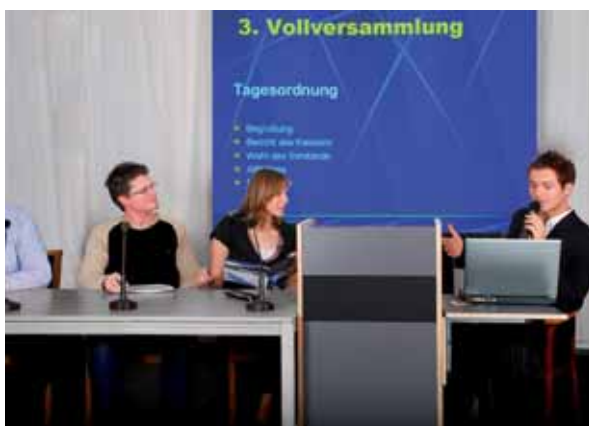 3. Vollversammlung
Tagesordnung
Begrüßung
Bericht des Kassiers
Wahl des Vorstands